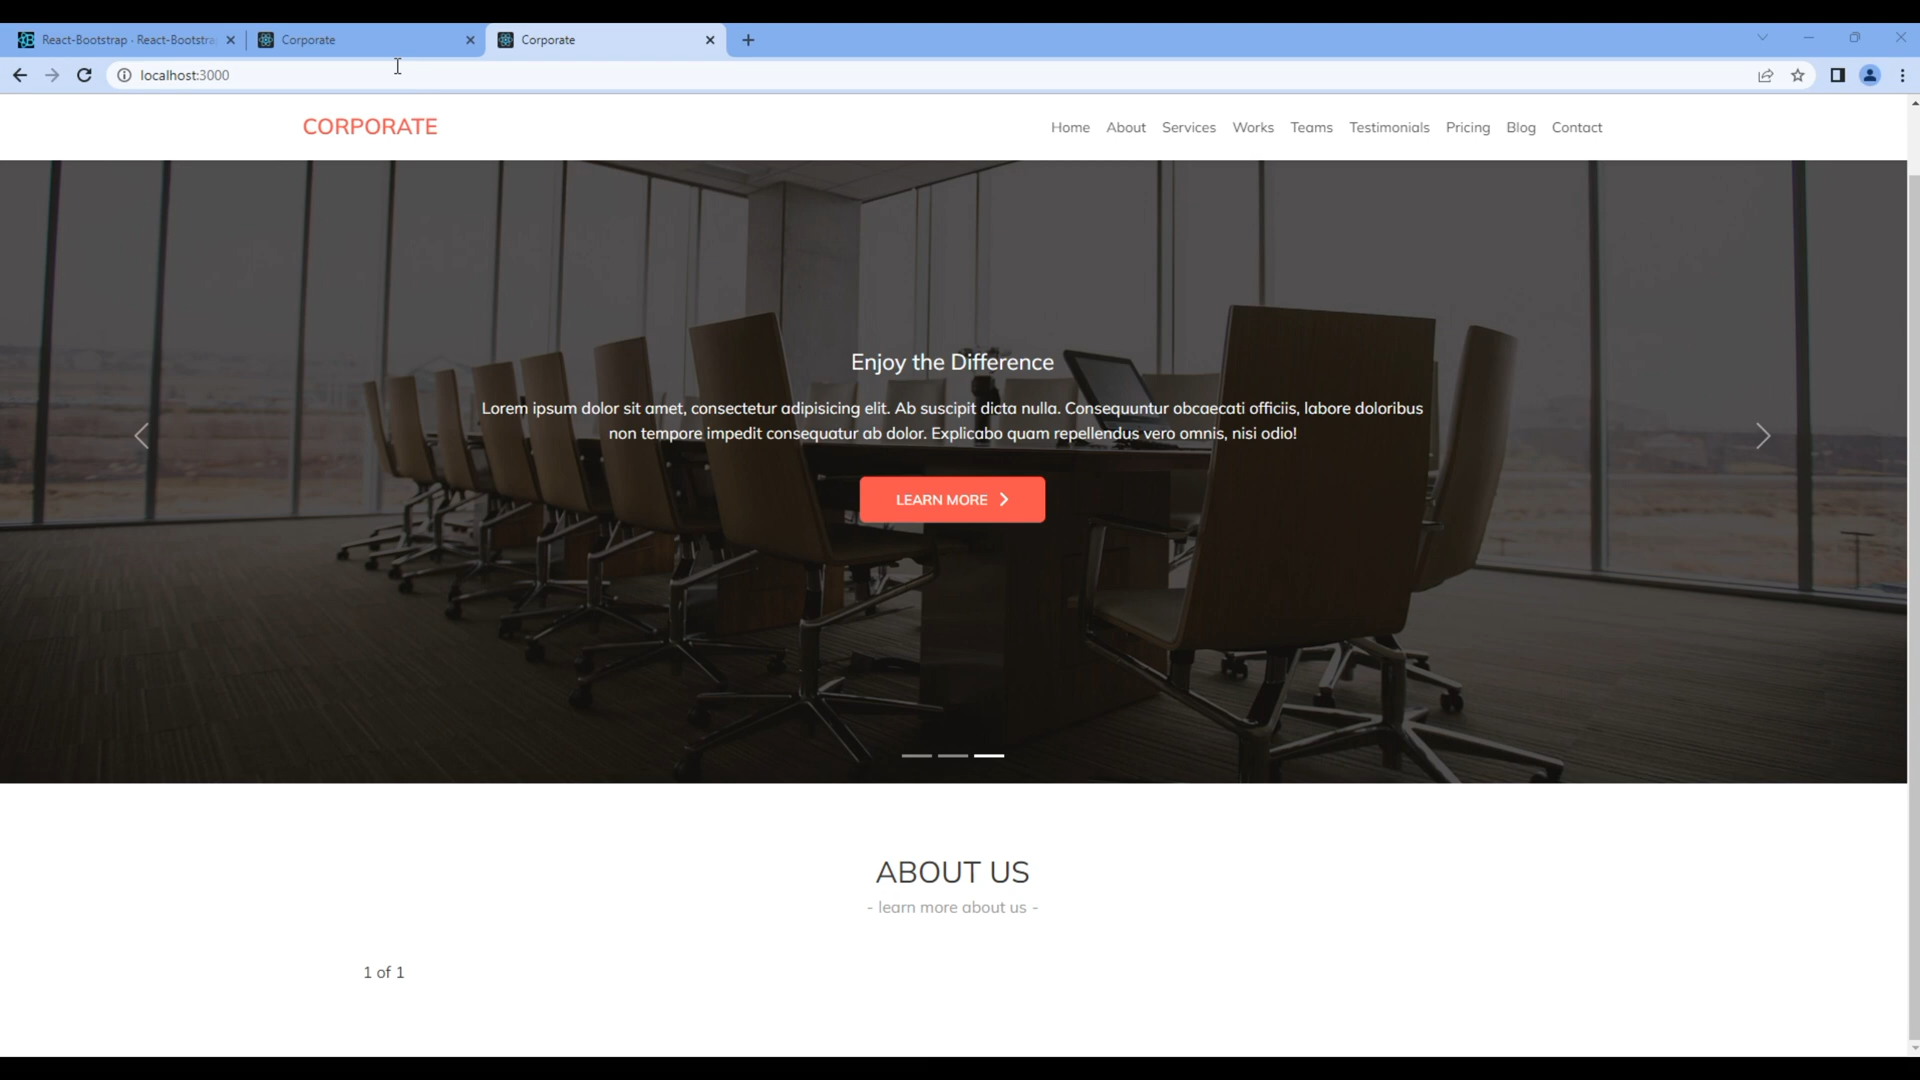 React-Bootstrap · React-Bootstra
Corporate
Corporate
localhost:3000
CORPORATE
Home About Services Works Teams Testimonials Pricing Blog Contact
Enjoy the Difference
Lorem ipsum dolor sit amet, consectetur adipisicing elit. Ab suscipit dicta nulla. Consequuntur obcaecati officiis, labore doloribus
non tempore impedit consequatur ab dolor. Explicabo quam repellendus vero omnis, nisi odio!
LEARN MORE
ABOUT US
- learn more about us -
1 of 1